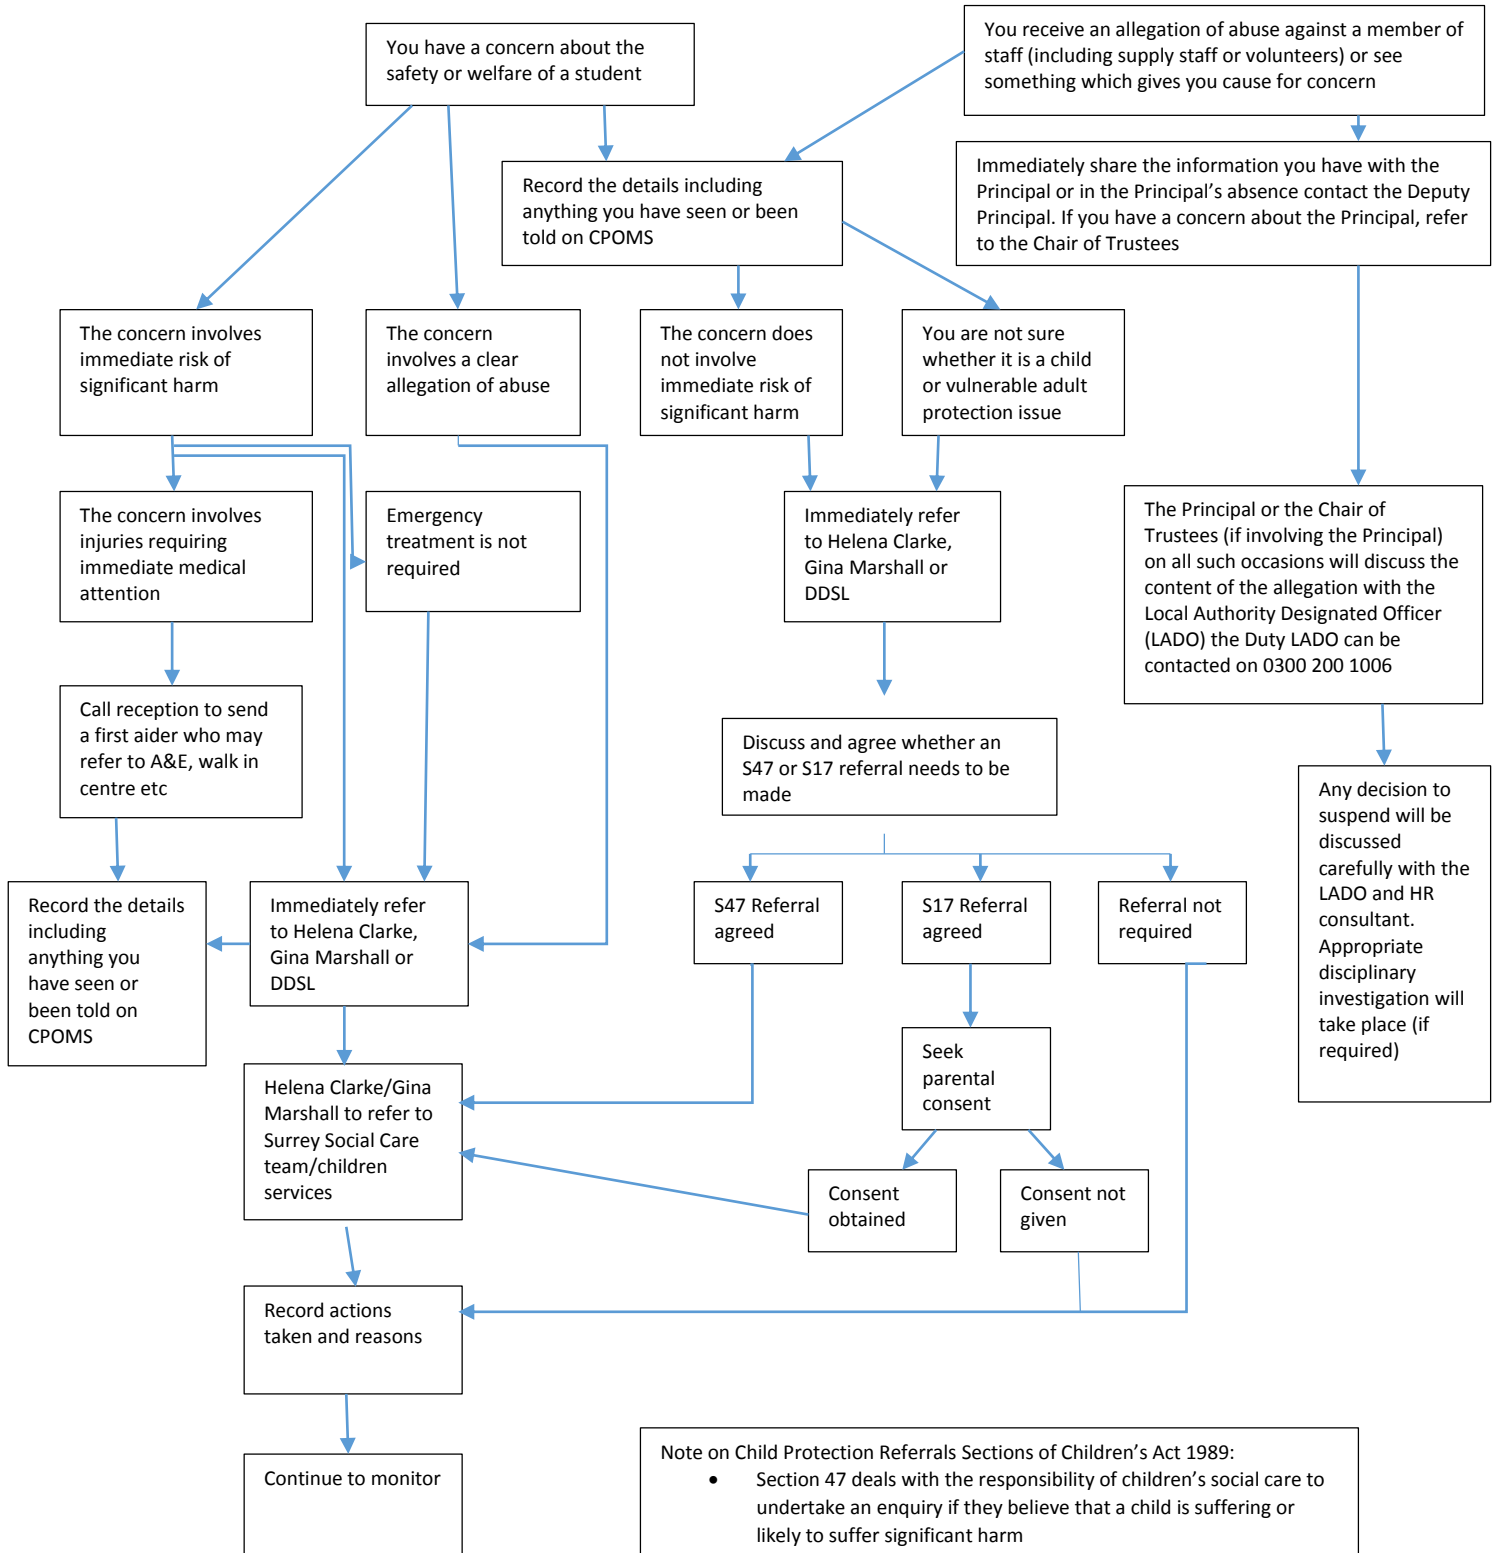 You have a concern about the
safety or welfare of a student
You receive an allegation of abuse against a member of
staff (including supply staff or volunteers) or see
something which gives you cause for concern
Record the details including
anything you have seen or been
told on CPOMS
Immediately share the information you have with the
Principal or in the Principal’s absence contact the Deputy
Principal. If you have a concern about the Principal, refer
to the Chair of Trustees
The concern involves
immediate risk of
significant harm
The concern
involves a clear
allegation of abuse
The concern does
not involve
immediate risk of
significant harm
You are not sure
whether it is a child
or vulnerable adult
protection issue
The concern involves
injuries requiring
immediate medical
attention
Emergency
treatment is not
required
Immediately refer
to Helena Clarke,
Gina Marshall or
DDSL
The Principal or the Chair of
Trustees (if involving the Principal)
on all such occasions will discuss the
content of the allegation with the
Local Authority Designated Officer
(LADO) the Duty LADO can be
contacted on 0300 200 1006
Call reception to send
a first aider who may
refer to A&E, walk in
centre etc
Discuss and agree whether an
S47 or S17 referral needs to be
made
Any decision to
suspend will be
discussed
carefully with the
LADO and HR
consultant.
Appropriate
disciplinary
investigation will
take place (if
required)
Record the details
including
anything you
have seen or
been told on
CPOMS
Immediately refer
to Helena Clarke,
Gina Marshall or
DDSL
S47 Referral
agreed
S17 Referral
agreed
Referral not
required
Seek
parental
consent
Helena Clarke/Gina
Marshall to refer to
Surrey Social Care
team/children
services
Consent
obtained
Consent not
given
Record actions
taken and reasons
Continue to monitor
Note on Child Protection Referrals Sections of Children’s Act 1989:
• Section 47 deals with the responsibility of children’s social care to
undertake an enquiry if they believe that a child is suffering or
likely to suffer significant harm